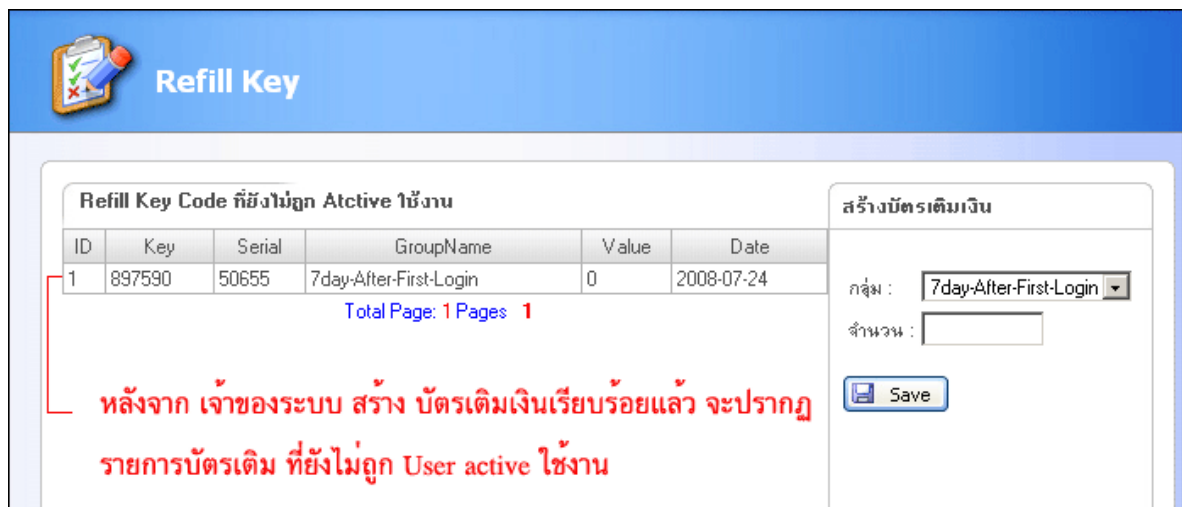 Refill Key
Refill Key Code ที่ยังไม่ถูก Atctive ใช้งาน
ID Key Serial GroupName Value Date
1 897590 50655 7day-After-First-Login 0 2008-07-24
Total Page: 1 Pages 1
หลังจาก เจ้าของระบบ สร้าง บัตรเติมเงินเรียบร้อยแล้ว จะปรากฏ
รายการบัตรเติม ที่ยังไม่ถูก User active ใช้งาน
สร้างบัตรเติมเงิน
กลุ่ม : 7day-After-First-Login
จำนวน :
Save